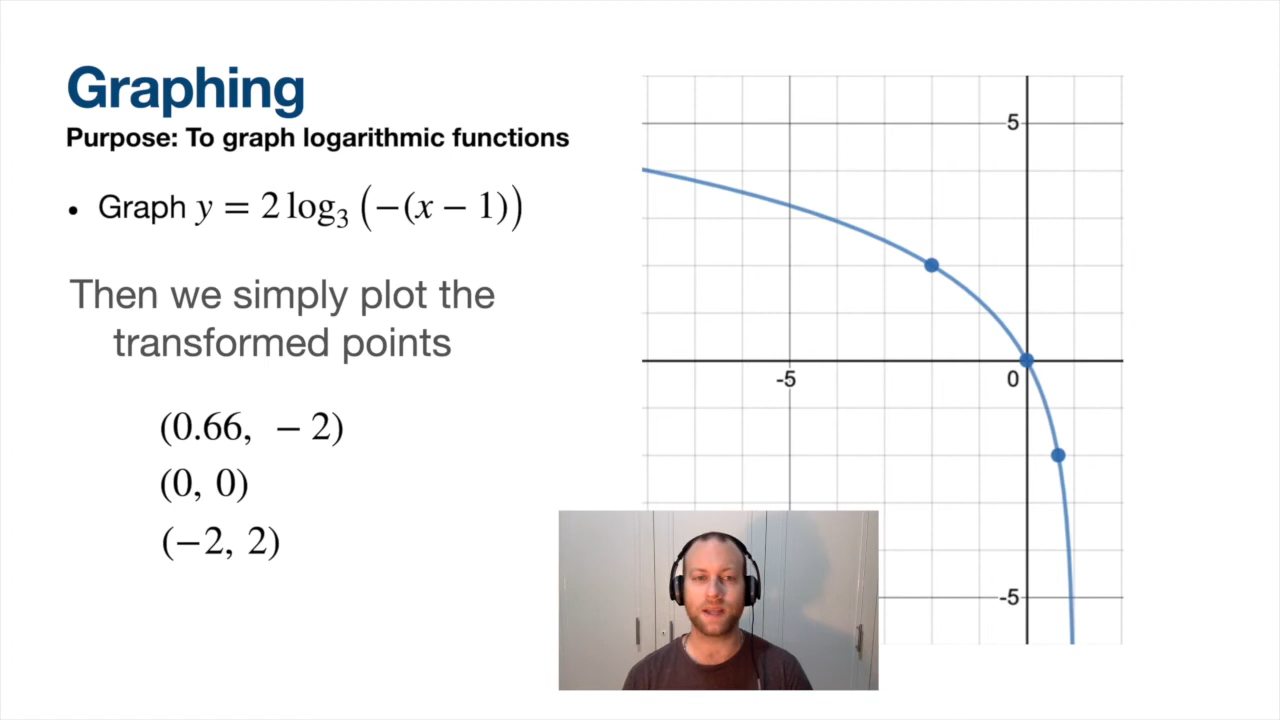 Graphing
Purpose: To graph logarithmic functions
• Graph y = 2 log₃ (−(x − 1))
Then we simply plot the
transformed points
(0.66, − 2)
(0, 0)
(−2, 2)
5
-5
0
-5